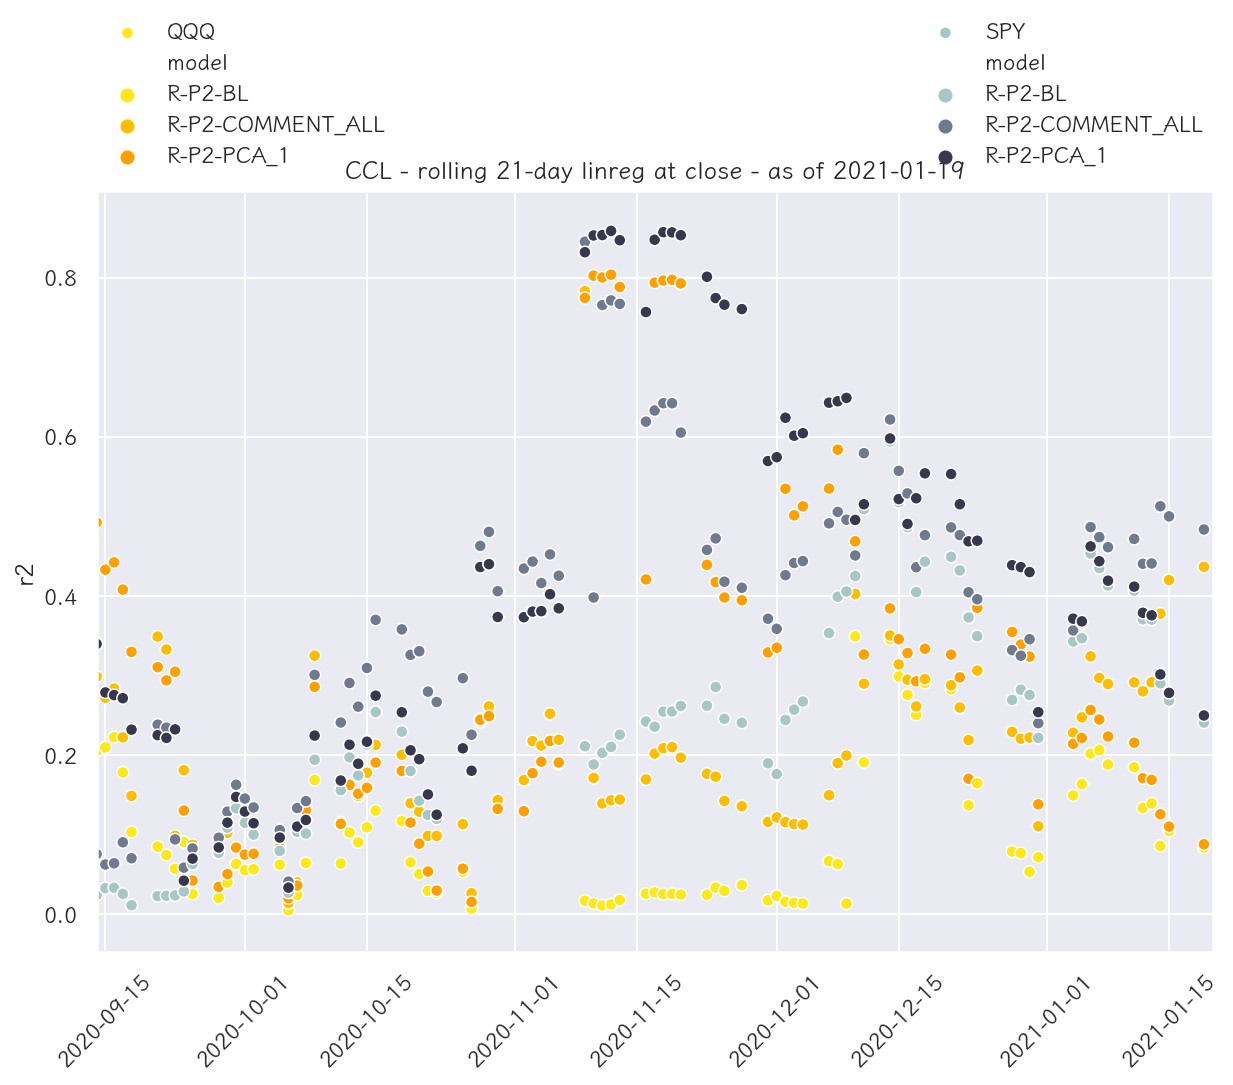 QQQ
model
R-P2-BL
R-P2-COMMENT_ALL
R-P2-PCA_1
SPY
model
R-P2-BL
R-P2-COMMENT_ALL
R-P2-PCA_1
CCL - rolling 21-day linreg at close - as of 2021-01-19
r2
0.8
0.6
0.4
0.2
0.0
2020-09-15
2020-10-01
2020-10-15
2020-11-01
2020-11-15
2020-12-01
2020-12-15
2021-01-01
2021-01-15